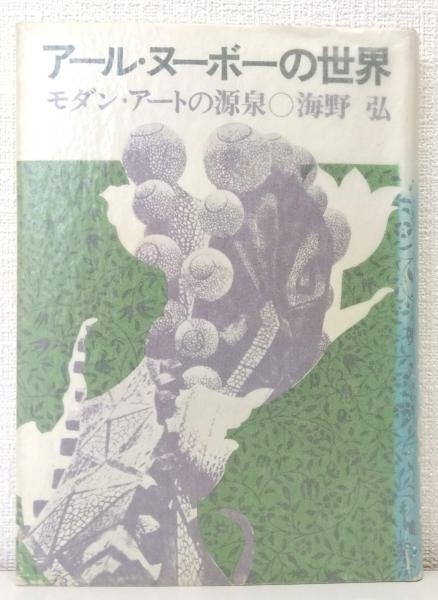 アール・ヌーボーの世界
モダン・アートの源泉○海野 弘